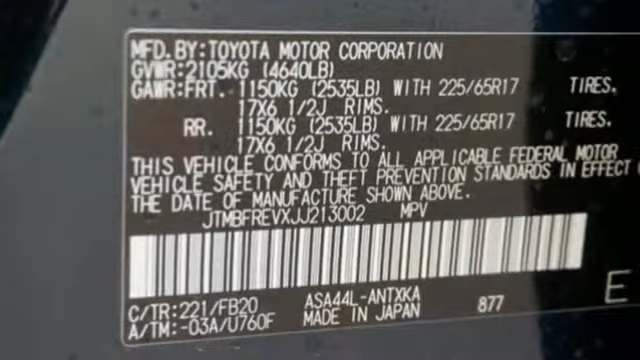 MFD. BY: TOYOTA MOTOR CORPORATION
GVWR: 2105KG (4640LB)
GAWR: FRT. 1150KG (2535LB) WITH 225/65R17 TIRES.
17X6 1/2J RIMS.
RR. 1150KG (2535LB) WITH 225/65R17 TIRES.
17X6 1/2J RIMS.
THIS VEHICLE CONFORMS TO ALL APPLICABLE FEDERAL MOTOR
VEHICLE SAFETY AND THEFT PREVENTION STANDARDS IN EFFECT
THE DATE OF MANUFACTURE SHOWN ABOVE.
JTMBFREVXJJ213002 MPV
C/TR: 221/FB20 ASA44L-ANTXKA 877 E
A/TM: -03A/U760F MADE IN JAPAN